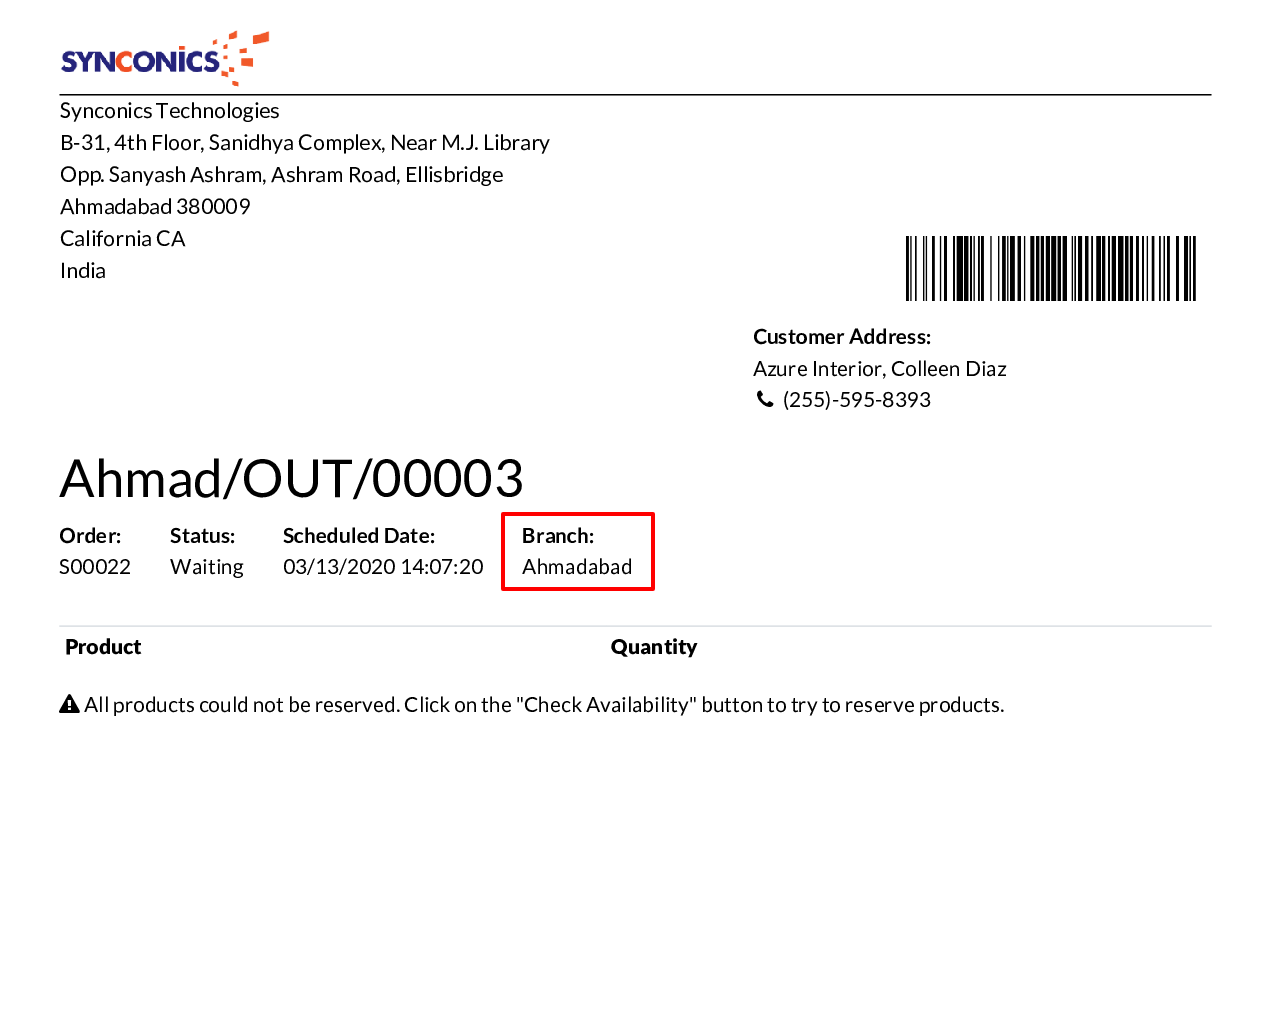 SYNCONICS
Synconics Technologies
B-31, 4th Floor, Sanidhya Complex, Near M.J. Library
Opp. Sanyash Ashram, Ashram Road, Ellisbridge
Ahmadabad 380009
California CA
India
Customer Address:
Azure Interior, Colleen Diaz
(255)-595-8393
Ahmad/OUT/00003
Order: Status: Scheduled Date: Branch:
S00022 Waiting 03/13/2020 14:07:20 Ahmadabad
Product Quantity
All products could not be reserved. Click on the "Check Availability" button to try to reserve products.